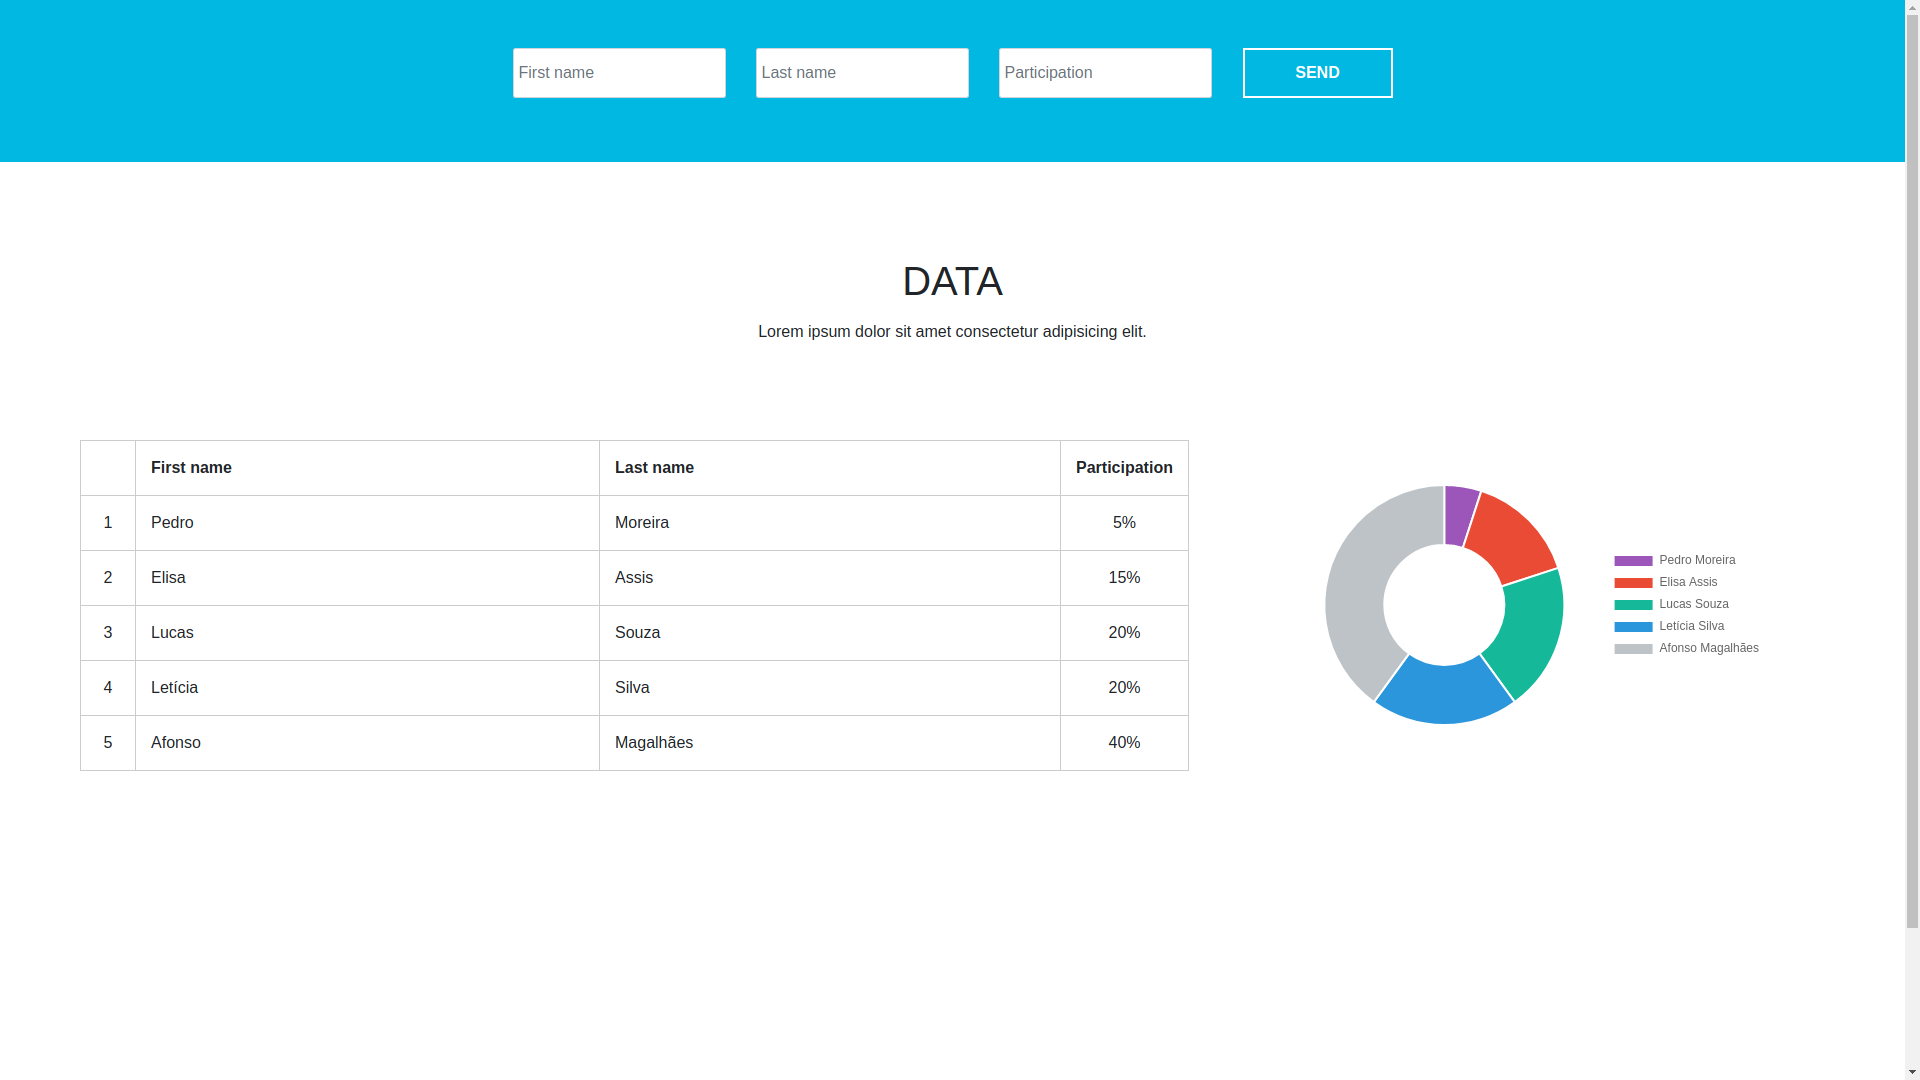 First name Last name Participation SEND
DATA
Lorem ipsum dolor sit amet consectetur adipisicing elit.
First name Last name Participation
1 Pedro Moreira 5%
2 Elisa Assis 15%
3 Lucas Souza 20%
4 Letícia Silva 20%
5 Afonso Magalhães 40%
Pedro Moreira
Elisa Assis
Lucas Souza
Letícia Silva
Afonso Magalhães